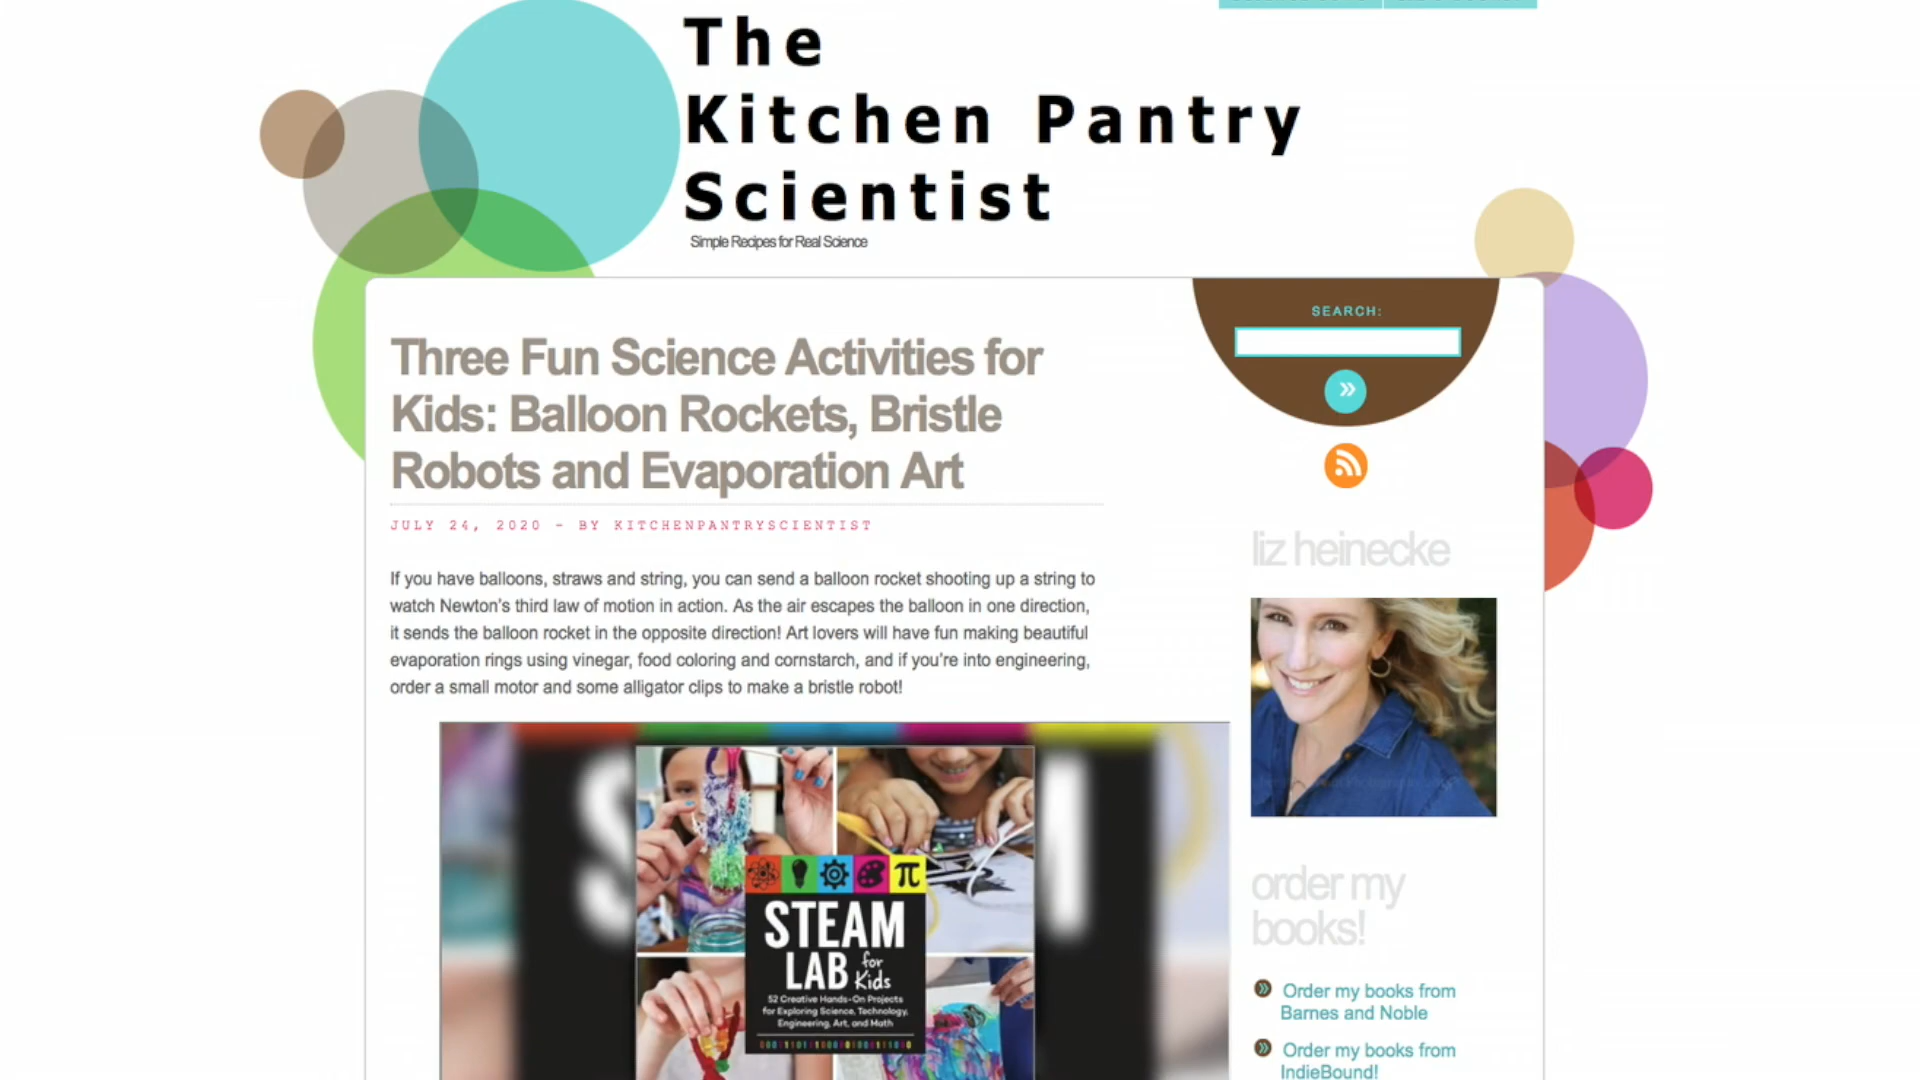 The
Kitchen Pantry
Scientist
Simple Recipes for Real Science
SEARCH:
Three Fun Science Activities for
Kids: Balloon Rockets, Bristle
Robots and Evaporation Art
JULY 24, 2020 – BY KITCHENPANTRYSCIENTIST
If you have balloons, straws and string, you can send a balloon rocket shooting up a string to
watch Newton’s third law of motion in action. As the air escapes the balloon in one direction,
it sends the balloon rocket in the opposite direction! Art lovers will have fun making beautiful
evaporation rings using vinegar, food coloring and cornstarch, and if you’re into engineering,
order a small motor and some alligator clips to make a bristle robot!
STEAM
LAB for
Kids
52 Creative Hands-On Projects
for Exploring Science, Technology,
Engineering, Art, and Math
liz heinecke
order my
books!
Order my books from
Barnes and Noble
Order my books from
IndieBound!